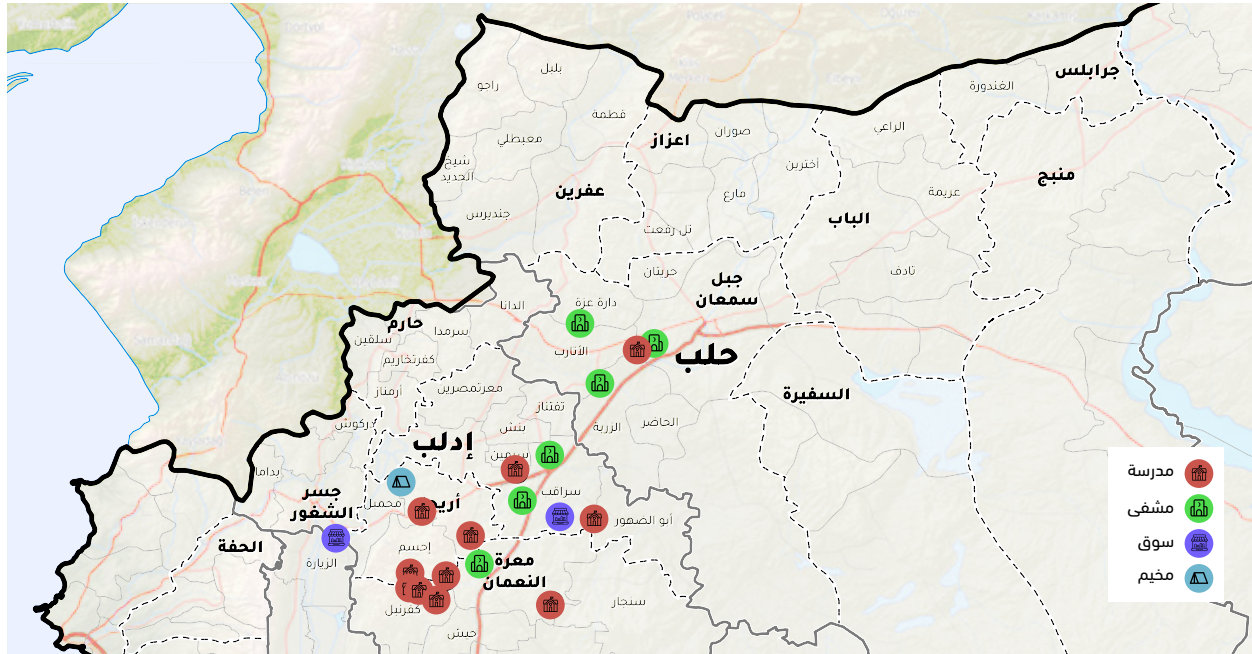 جرابلس
بلبل
راجو
الغندورة
قطمة
صوران
الراعي
اعزاز
معبطلي
شيخ
الحديد
أخترين
منبج
عفرين
مارع
عريمة
جنديرس
الباب
تل رفعت
حريتان
تادف
جبل
سمعان
الدانا
دارة عزة
حارم
سرمدا
سلقين
الأتارب
حلب
كفرتخاريم
أرمناز
معرتمصرين
السفيرة
تفتناز
دركوش
بنش
الزربة
الحاضر
إدلب
سرمين
بداما
جسر
الشغور
محمبل
سراقب
أبو الضهور
الحفة
إحسم
الزيارة
معرة
النعمان
كفرنبل
سنجار
حيش
مدرسة
مشفى
سوق
مخيم